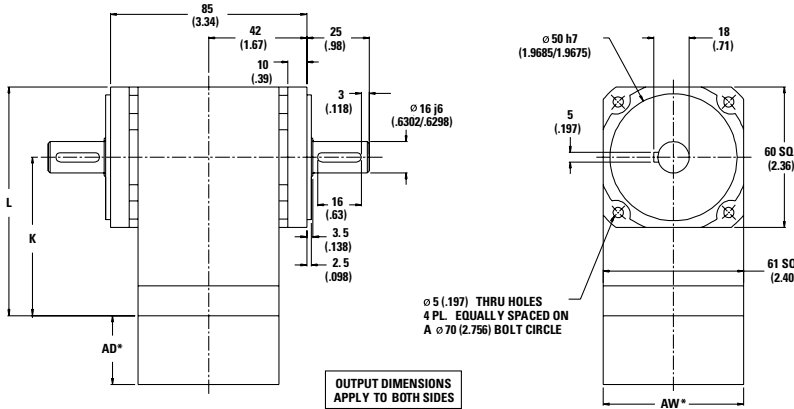 85
(3.34)
42
(1.67)
25
(.98)
10
(.39)
3
(.118)
Ø 16 j6
(.6302/.6298)
L
K
16
(.63)
3.5
(.138)
2.5
(.098)
AD*
OUTPUT DIMENSIONS
APPLY TO BOTH SIDES
Ø 50 h7
(1.9685/1.9675)
18
(.71)
5
(.197)
60 SQ
(2.36)
61 SQ
(2.40
Ø 5 (.197) THRU HOLES
4 PL. EQUALLY SPACED ON
A Ø 70 (2.756) BOLT CIRCLE
AW*